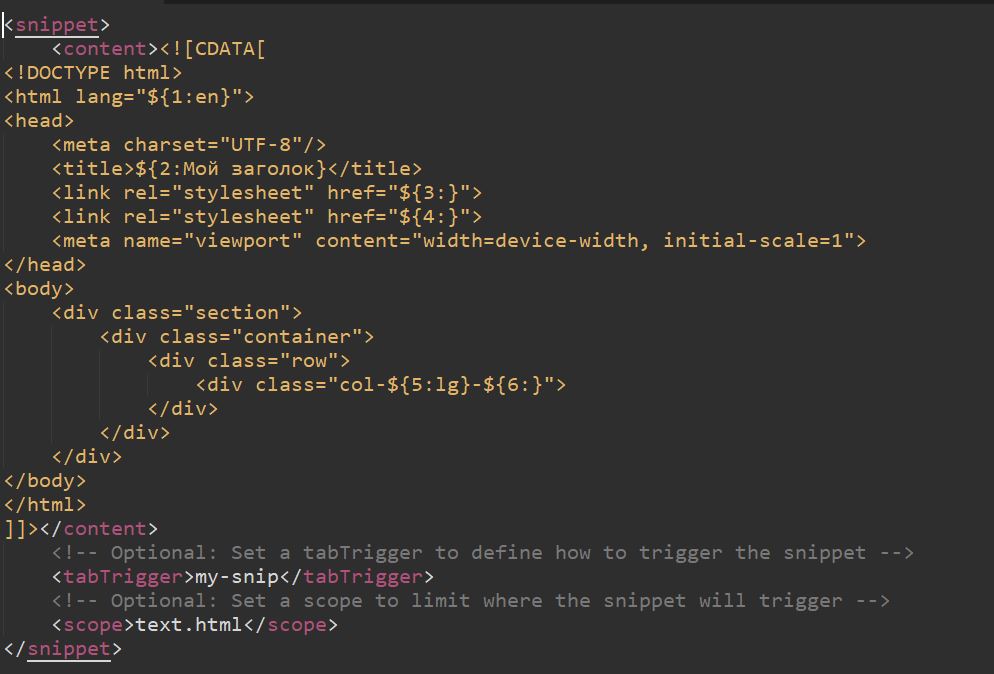 <snippet>
    <content><![CDATA[
<!DOCTYPE html>
<html lang="${1:en}">
<head>
    <meta charset="UTF-8"/>
    <title>${2:Мой заголок}</title>
    <link rel="stylesheet" href="${3:}">
    <link rel="stylesheet" href="${4:}">
    <meta name="viewport" content="width=device-width, initial-scale=1">
</head>
<body>
    <div class="section">
        <div class="container">
            <div class="row">
                <div class="col-${5:lg}-${6:}">
            </div>
        </div>
    </div>
</body>
</html>
]]></content>
    <!-- Optional: Set a tabTrigger to define how to trigger the snippet -->
    <tabTrigger>my-snip</tabTrigger>
    <!-- Optional: Set a scope to limit where the snippet will trigger -->
    <scope>text.html</scope>
</snippet>